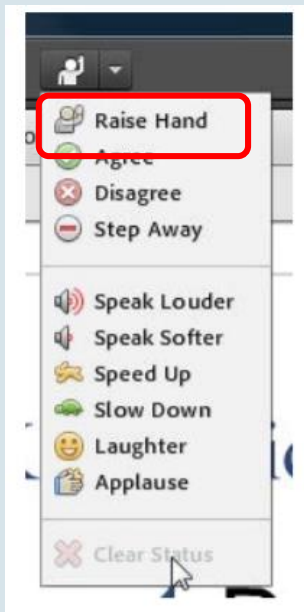 Raise Hand
Agree
Disagree
Step Away
Speak Louder
Speak Softer
Speed Up
Slow Down
Laughter
Applause
Clear Status